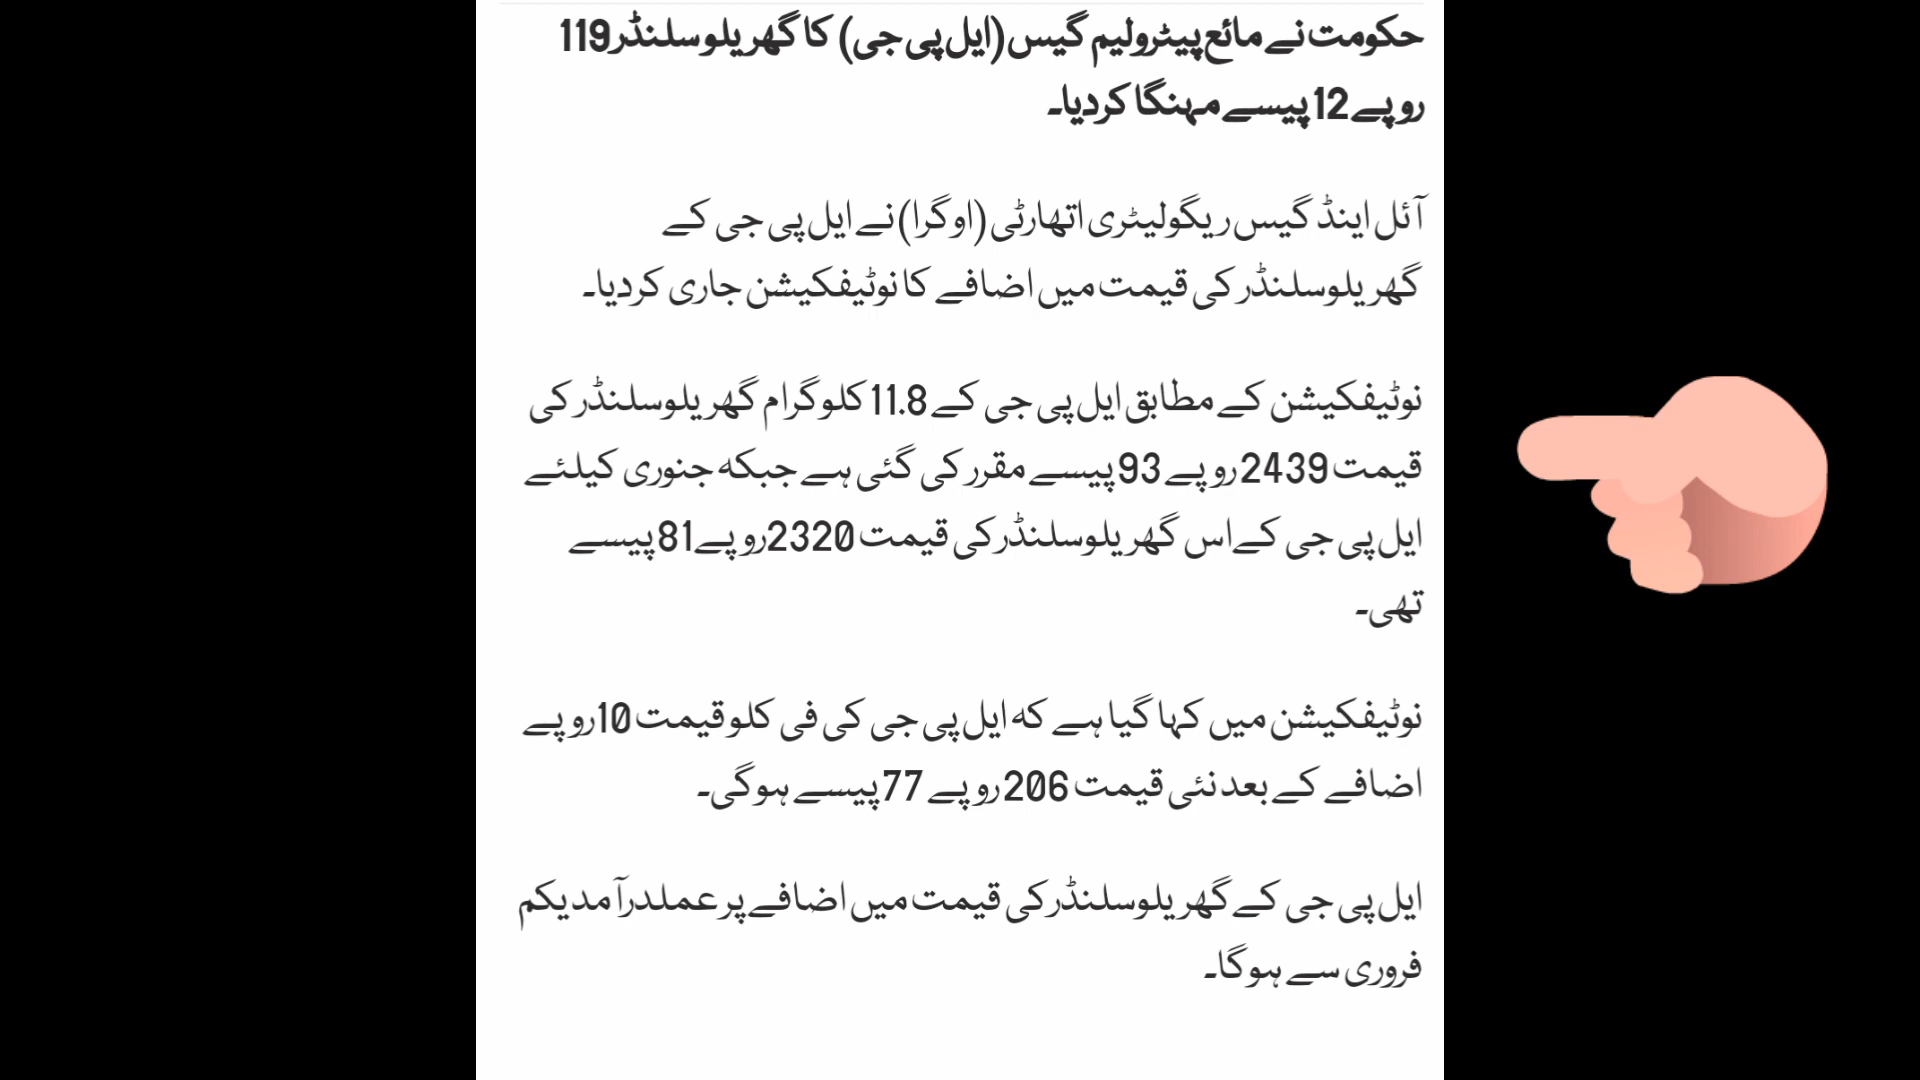 حکومت نے مائع پیٹرولیم گیس (ایل پی جی) کا گھریلو سلنڈر 119
روپے 12 پیسے مہنگا کردیا۔
آئل اینڈ گیس ریگولیٹری اتھارٹی (اوگرا) نے ایل پی جی کے
گھریلو سلنڈر کی قیمت میں اضافے کا نوٹیفکیشن جاری کردیا۔
نوٹیفکیشن کے مطابق ایل پی جی کے 11.8 کلوگرام گھریلو سلنڈر کی
قیمت 2439 روپے 93 پیسے مقرر کی گئی ہے جبکہ جنوری کیلئے
ایل پی جی کے اس گھریلو سلنڈر کی قیمت 2320 روپے 81 پیسے
تھی۔
نوٹیفکیشن میں کہا گیا ہے کہ ایل پی جی کی فی کلو قیمت 10 روپے
اضافے کے بعد نئی قیمت 206 روپے 77 پیسے ہوگی۔
ایل پی جی کے گھریلو سلنڈر کی قیمت میں اضافے پر عملدرآمد یکم
فروری سے ہوگا۔